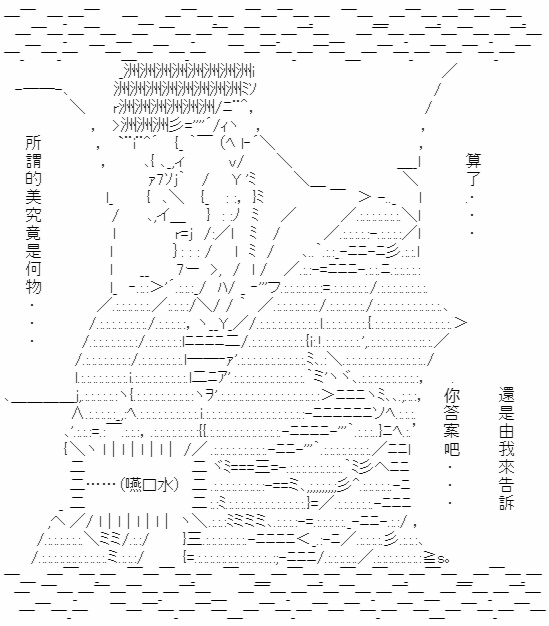 算了・・・
還是由我來告訴
你答案吧・・・
所謂的美究竟是何物・・・
……(嚥口水)